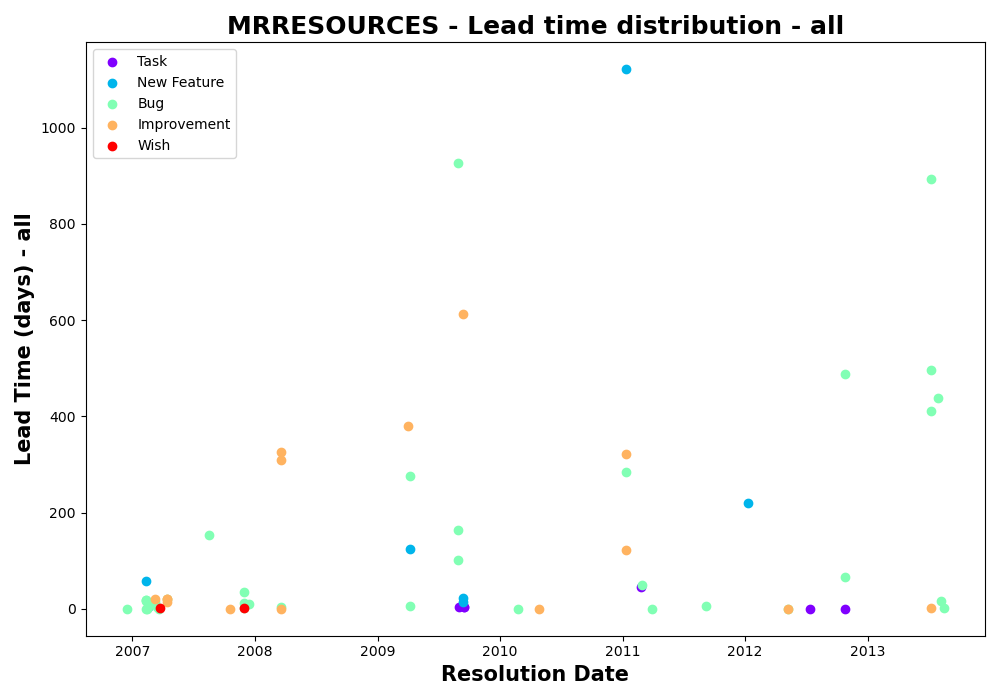 MRRESOURCES - Lead time distribution - all
Task
New Feature
Bug
Improvement
Wish
Lead Time (days) - all
1000
800
600
400
200
0
2007 2008 2009 2010 2011 2012 2013
Resolution Date